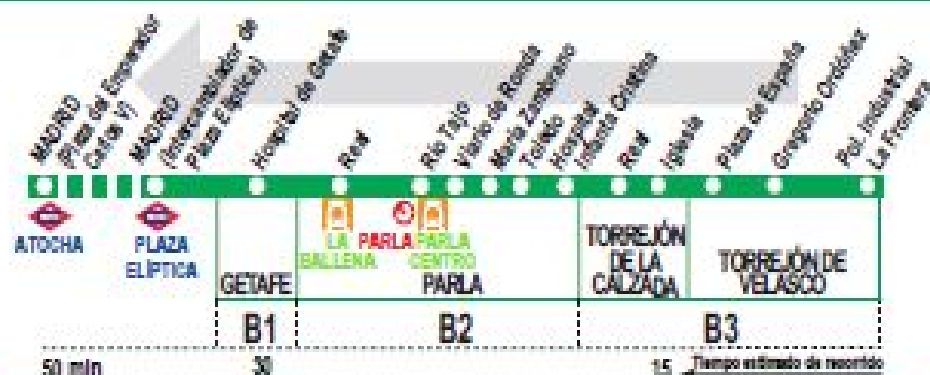 MADRID
(Plaza del Emperador
Carlos V)
MADRID
(Intercambiador de
Plaza Elíptica)
Hospital de Getafe
Real
Río Tajo
Viario de Ronda
María Zambrano
Toledo
Hospital
Infanta Cristina
Real
Iglesia
Plaza de España
Gregorio Ordóñez
Pol. Industrial
La Frontera
ATOCHA
PLAZA
ELÍPTICA
LA
BALLENA
PARLA
PARLA
CENTRO
GETAFE
PARLA
TORREJÓN
DE LA
CALZADA
TORREJÓN DE
VELASCO
B1
B2
B3
50 min
30
15
Tiempo estimado de recorrido